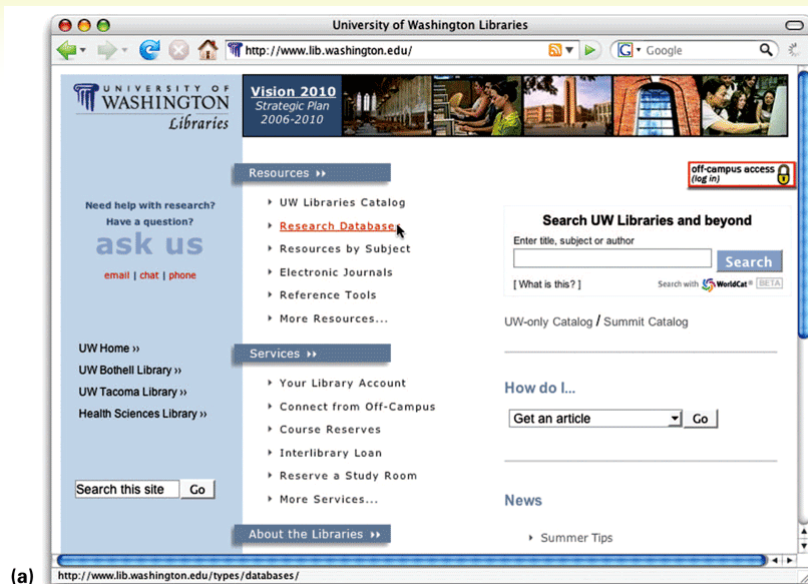 University of Washington Libraries
http://www.lib.washington.edu/
G Google
UNIVERSITY OF
WASHINGTON
Libraries
Vision 2010
Strategic Plan
2006-2010
Need help with research?
Have a question?
ask us
email | chat | phone
UW Home ››
UW Bothell Library ››
UW Tacoma Library ››
Health Sciences Library ››
Search this site Go
Resources ››
UW Libraries Catalog
Research Databases
Resources by Subject
Electronic Journals
Reference Tools
More Resources...
Services ››
Your Library Account
Connect from Off-Campus
Course Reserves
Interlibrary Loan
Reserve a Study Room
More Services...
About the Libraries ››
off-campus access
(log in)
Search UW Libraries and beyond
Enter title, subject or author
Search
[ What is this? ] Search with WorldCat® BETA
UW-only Catalog / Summit Catalog
How do I...
Get an article Go
News
Summer Tips
(a)
http://www.lib.washington.edu/types/databases/